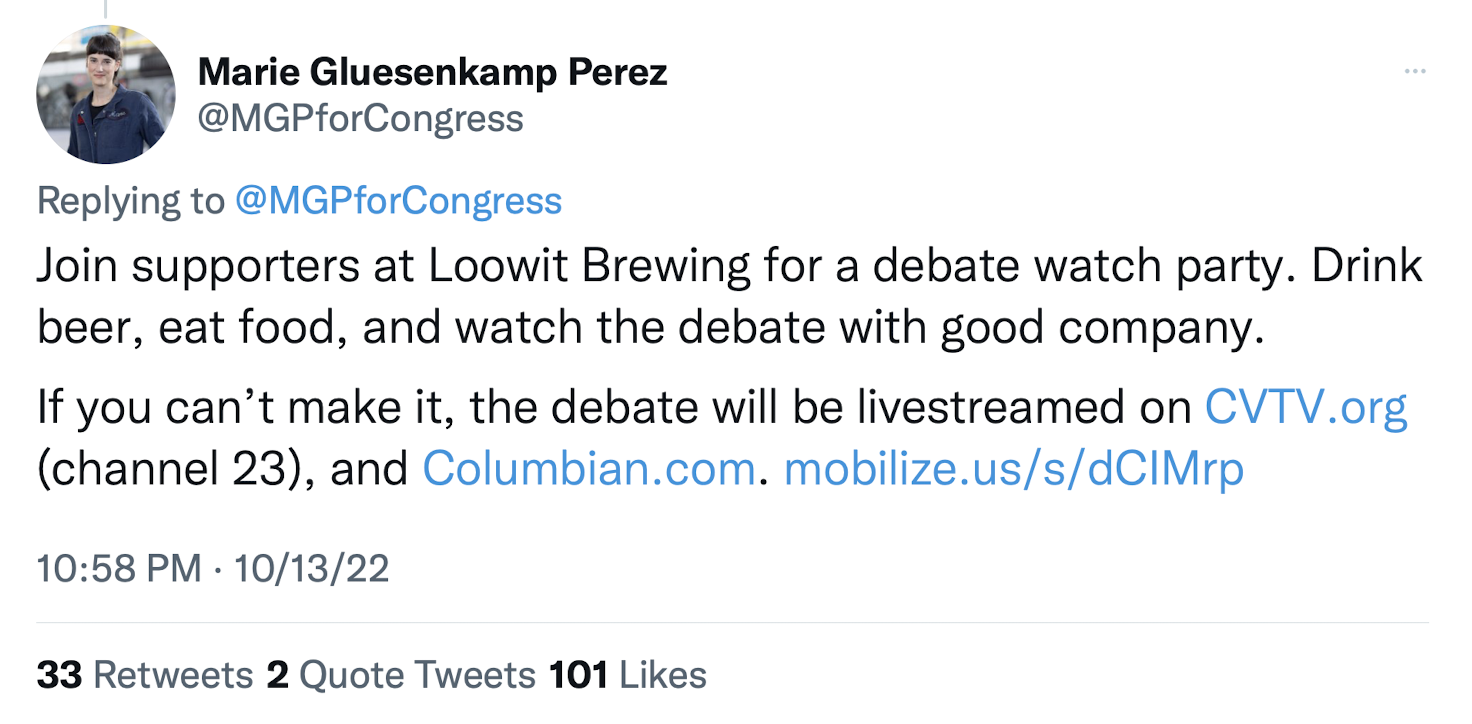 Marie Gluesenkamp Perez
@MGPforCongress
Replying to @MGPforCongress
Join supporters at Loowit Brewing for a debate watch party. Drink
beer, eat food, and watch the debate with good company.
If you can’t make it, the debate will be livestreamed on CVTV.org
(channel 23), and Columbian.com. mobilize.us/s/dCIMrp
10:58 PM · 10/13/22
33 Retweets 2 Quote Tweets 101 Likes